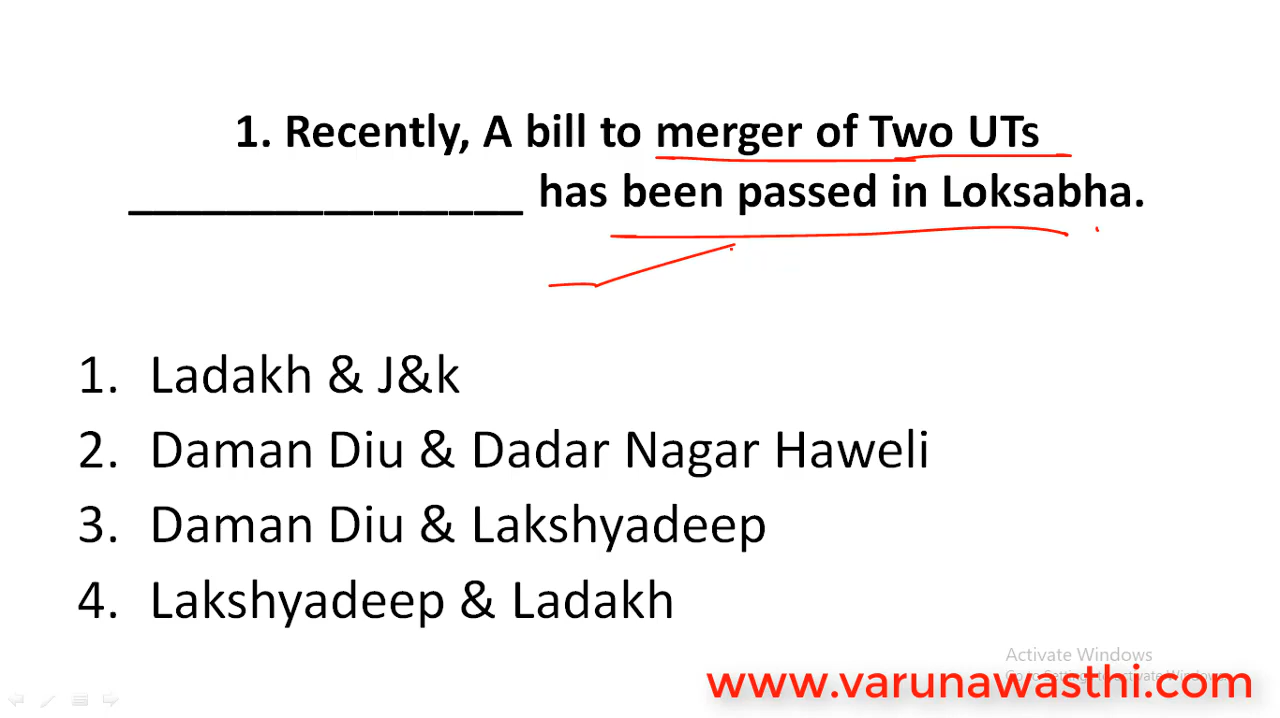 1. Recently, A bill to merger of Two UTs
________________ has been passed in Loksabha.
1. Ladakh & J&k
2. Daman Diu & Dadar Nagar Haweli
3. Daman Diu & Lakshyadeep
4. Lakshyadeep & Ladakh
Activate Windows
www.varunawasthi.com